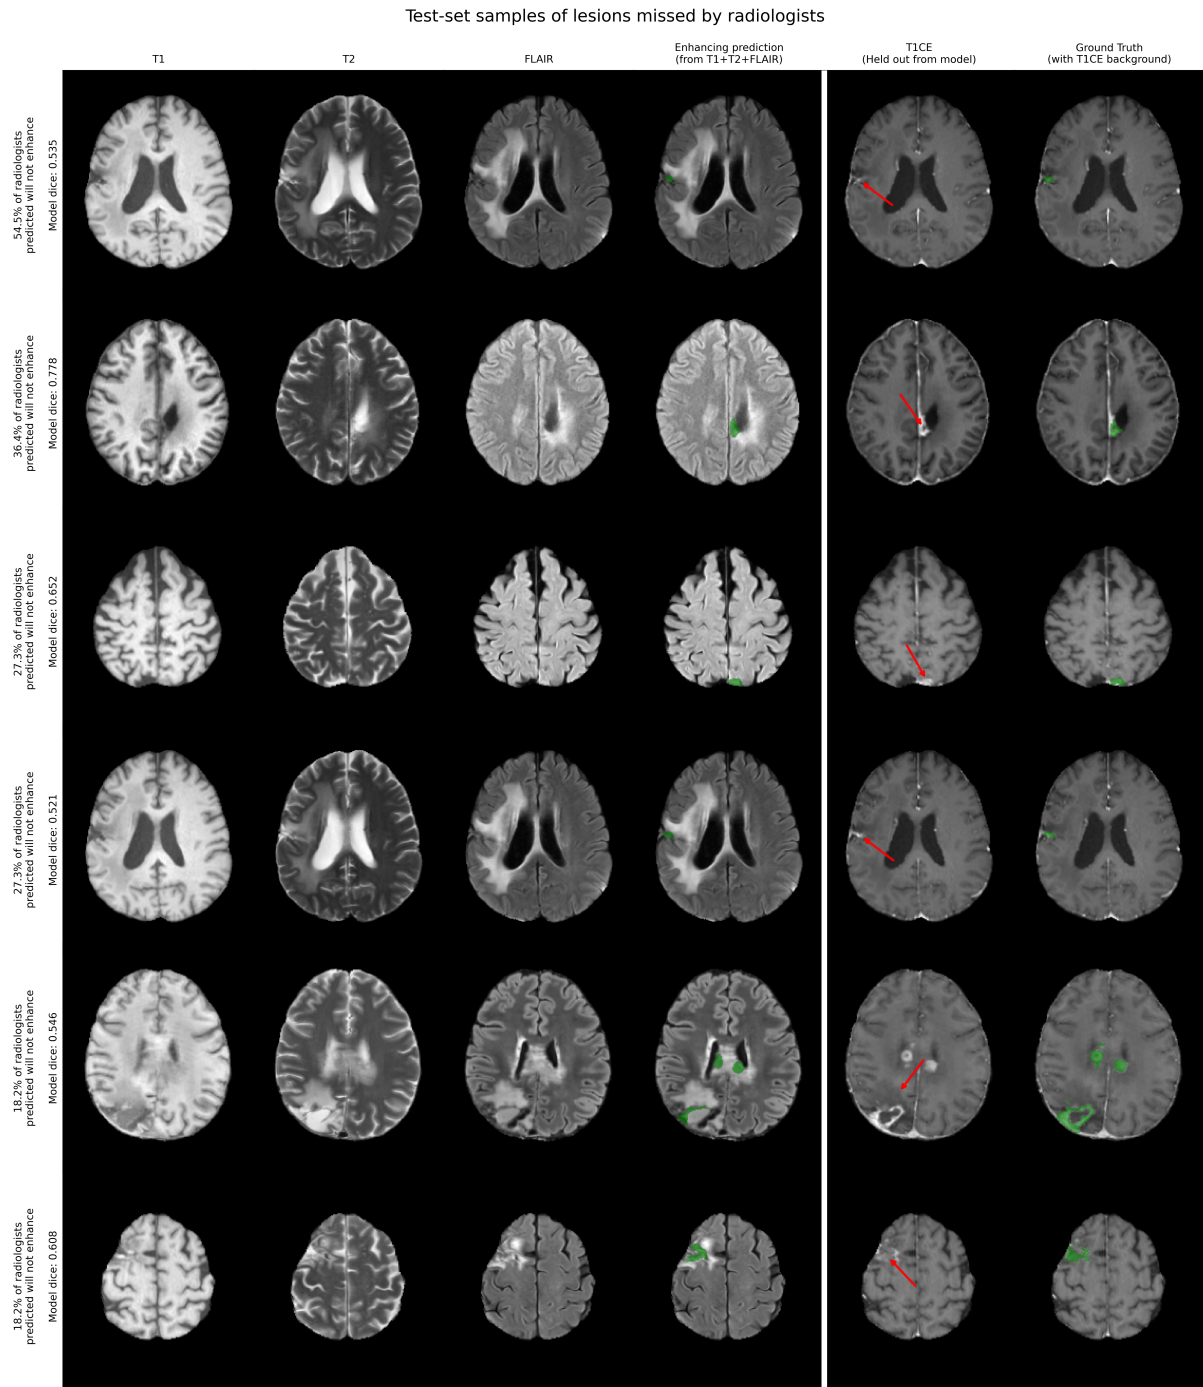 Test-set samples of lesions missed by radiologists
T1
T2
FLAIR
Enhancing prediction
(from T1+T2+FLAIR)
T1CE
(Held out from model)
Ground Truth
(with T1CE background)
54.5% of radiologists
predicted will not enhance
Model dice: 0.535
36.4% of radiologists
predicted will not enhance
Model dice: 0.778
27.3% of radiologists
predicted will not enhance
Model dice: 0.652
27.3% of radiologists
predicted will not enhance
Model dice: 0.521
18.2% of radiologists
predicted will not enhance
Model dice: 0.546
18.2% of radiologists
predicted will not enhance
Model dice: 0.608